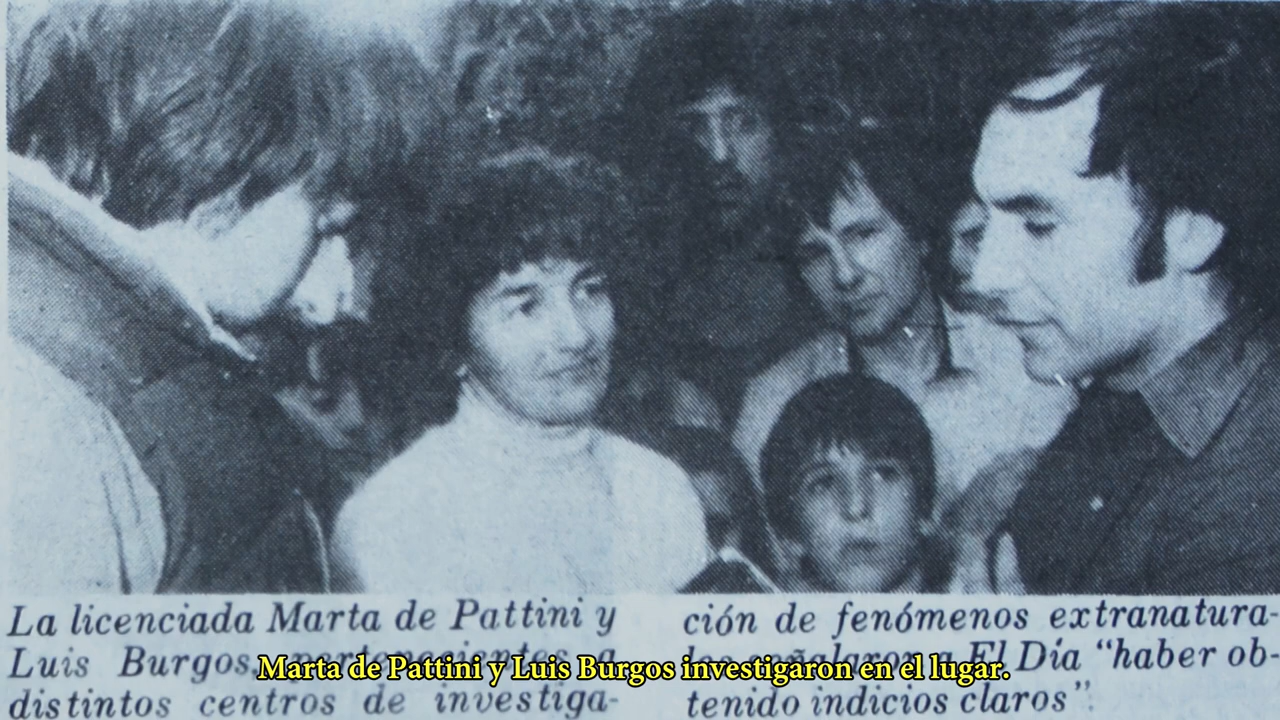 La licenciada Marta de Pattini y
Luis Burgos,
distintos centros de investiga-
ción de fenómenos extranatura-
a El Día “haber ob-
tenido indicios claros”.
Marta de Pattini y Luis Burgos investigaron en el lugar.